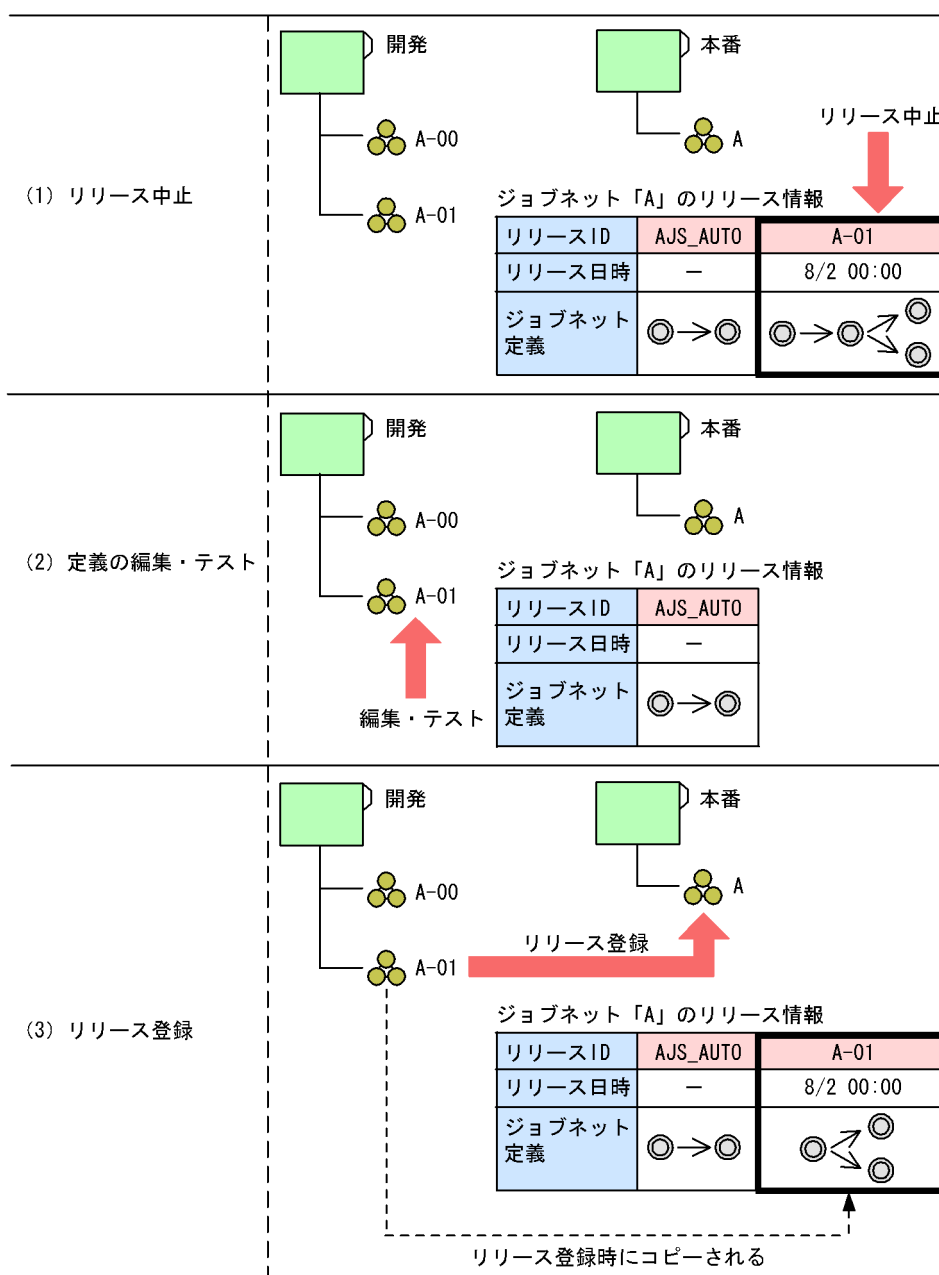 開発
本番
リリース中止
A-00
A
(1) リリース中止
A-01
ジョブネット「A」のリリース情報
リリースID AJS_AUTO A-01
リリース日時 － 8/2 00:00
ジョブネット
定義
開発
本番
A-00
A
(2) 定義の編集・テスト
A-01
ジョブネット「A」のリリース情報
リリースID AJS_AUTO
リリース日時 －
編集・テスト
ジョブネット
定義
開発
本番
A-00
A
リリース登録
A-01
(3) リリース登録
ジョブネット「A」のリリース情報
リリースID AJS_AUTO A-01
リリース日時 － 8/2 00:00
ジョブネット
定義
リリース登録時にコピーされる